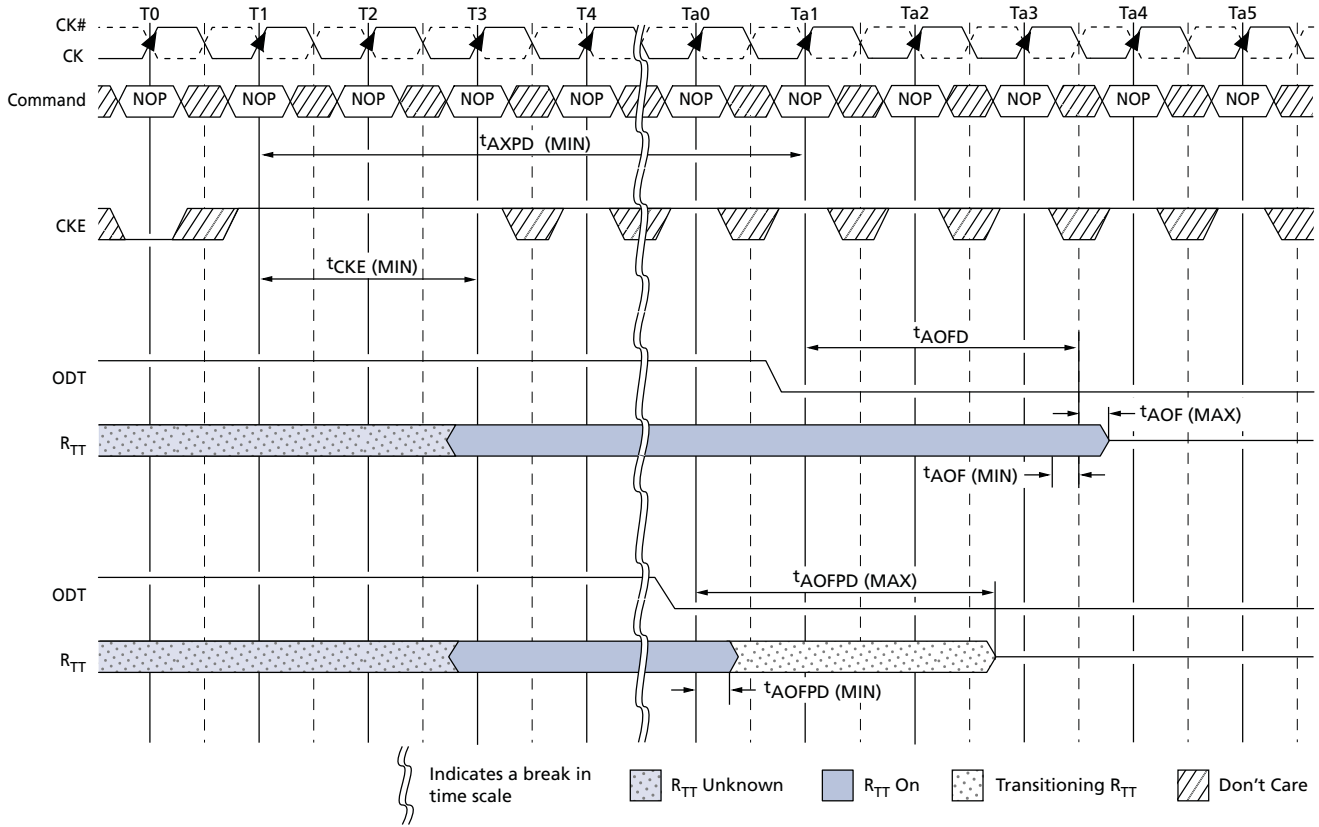 T0 T1 T2 T3 T4 Ta0 Ta1 Ta2 Ta3 Ta4 Ta5
CK#
CK
Command NOP NOP NOP NOP NOP NOP NOP NOP NOP NOP NOP
tAXPD (MIN)
CKE
tCKE (MIN)
tAOFD
ODT
tAOF (MAX)
RTT
tAOF (MIN)
tAOFPD (MAX)
ODT
RTT
tAOFPD (MIN)
Indicates a break in
time scale
RTT Unknown
RTT On
Transitioning RTT
Don't Care